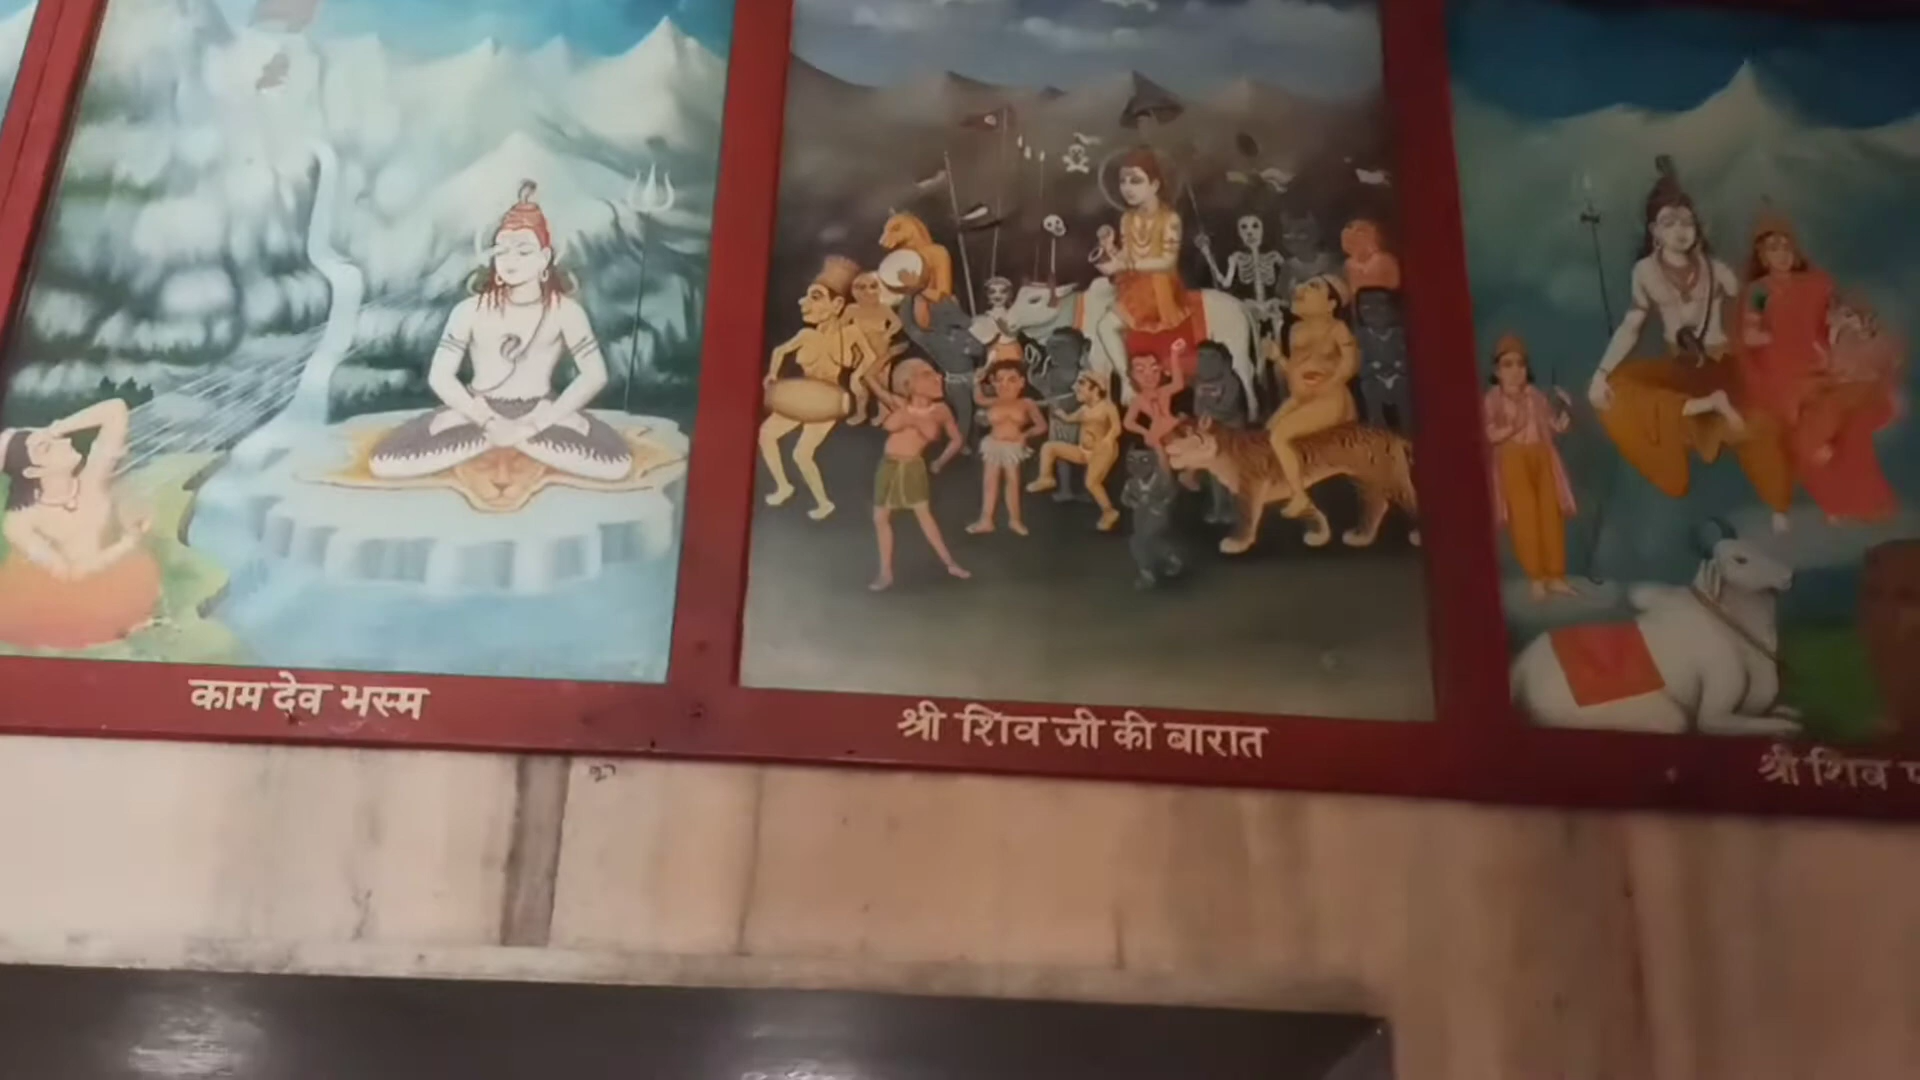 काम देव भस्म
श्री शिव जी की बारात
श्री शिव